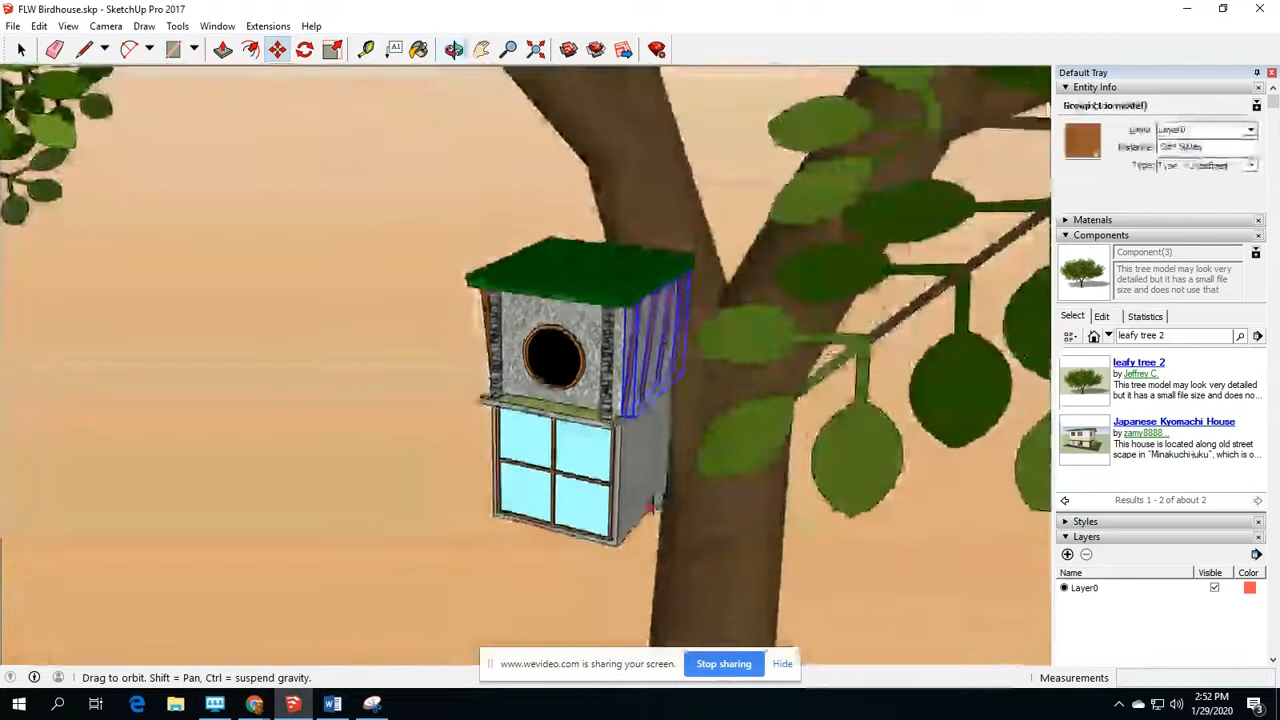 FLW Birdhouse.skp - SketchUp Pro 2017
File Edit View Camera Draw Tools Window Extensions Help
A1
Default Tray
Entity Info
Materials
Components
Component(3)
This tree model may look very
detailed but it has a small file
size and does not use that
Select Edit Statistics
leafy tree 2
leafy tree 2
by Jeffrey C.
This tree model may look very
detailed but it has a small file
size and does no...
Japanese Kyomachi House
by zamy8888 ..
This house is located along old street
scape in "Minakuchi-juku", which is o...
Results 1 - 2 of about 2
Styles
Layers
Name Visible Color
Layer0
www.wevideo.com is sharing your screen. Stop sharing Hide
Drag to orbit. Shift = Pan, Ctrl = suspend gravity. Measurements
2:52 PM
1/29/2020
3